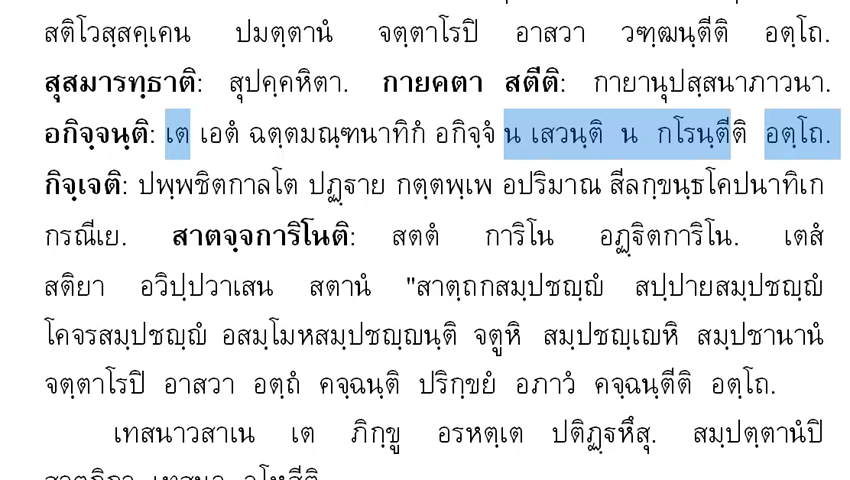 สติโวสฺสคฺเคน ปมตฺตานํ จตฺตาโรปิ อาสวา วฑฺฒนฺตีติ อตฺโถ.
สุสมารทฺธาติ: สุปคฺคหิตา. กายคตา สตีติ: กายานุปสฺสนาภาวนา.
อกิจฺจนฺติ: เต เอตํ ฉตฺตมณฺฑนาทิกํ อกิจฺจํ น เสวนฺติ น กโรนฺตีติ อตฺโถ.
กิจฺเจติ: ปพฺพชิตกาลโต ปฏฺฐาย กตฺตพฺเพ อปริมาณ สีลกฺขนฺธโคปนาทิเก
กรณีเย. สาตจฺจการิโนติ: สตตํ การิโน อฏฺฐิตการิโน. เตสํ
สติยา อวิปฺปวาเสน สตานํ "สาตฺถกสมฺปชญฺญํ สปฺปายสมฺปชญฺญํ
โคจรสมฺปชญฺญํ อสมฺโมหสมฺปชญฺญนฺติ จตูหิ สมฺปชญฺเญหิ สมฺปชานานํ
จตฺตาโรปิ อาสวา อตฺถํ คจฺฉนฺติ ปริกฺขยํ อภาวํ คจฺฉนฺตีติ อตฺโถ.
เทสนาวสาเน เต ภิกฺขู อรหตฺเต ปติฏฺฐหึสุ. สมฺปตฺตานํปิ